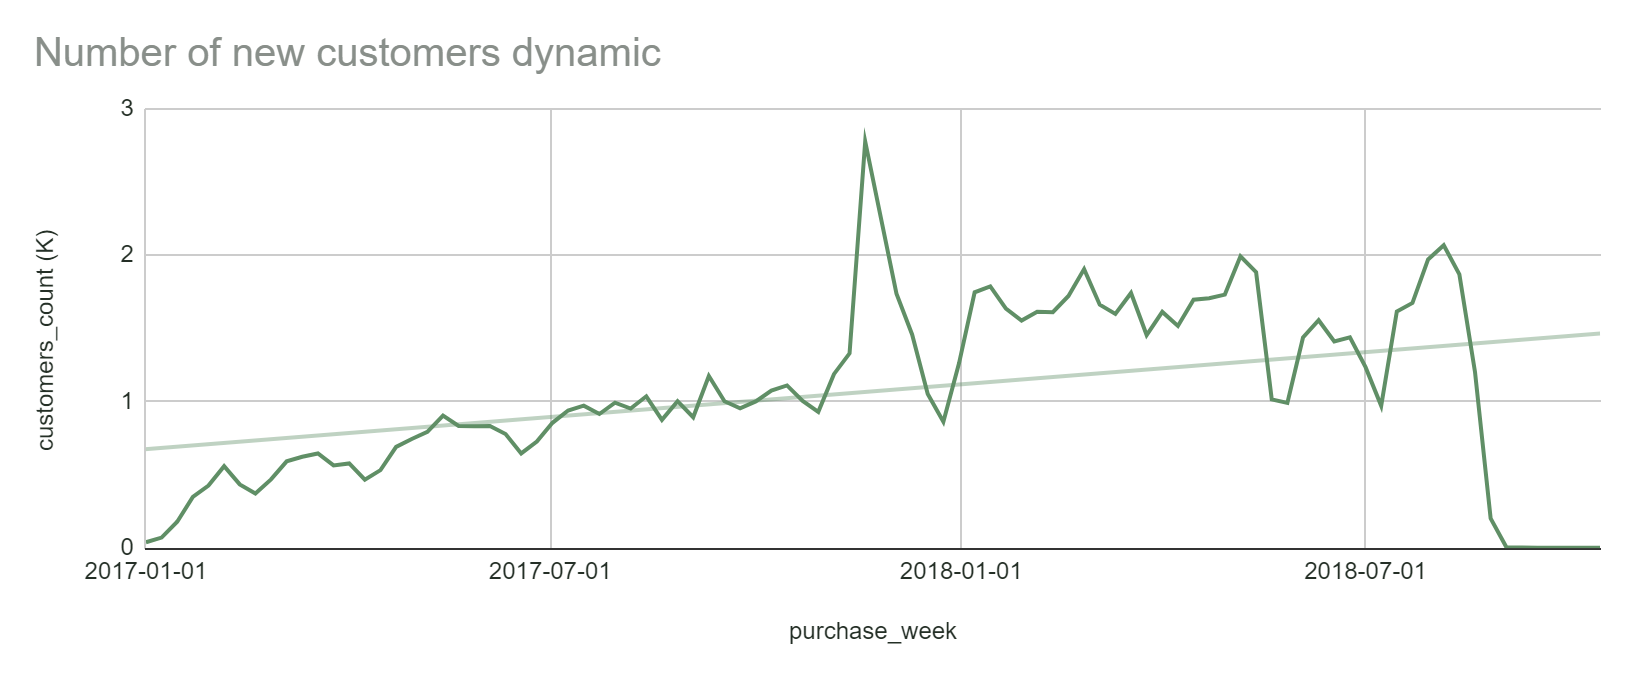 Number of new customers dynamic
3
2
1
0
customers_count (K)
2017-01-01
2017-07-01
2018-01-01
2018-07-01
purchase_week